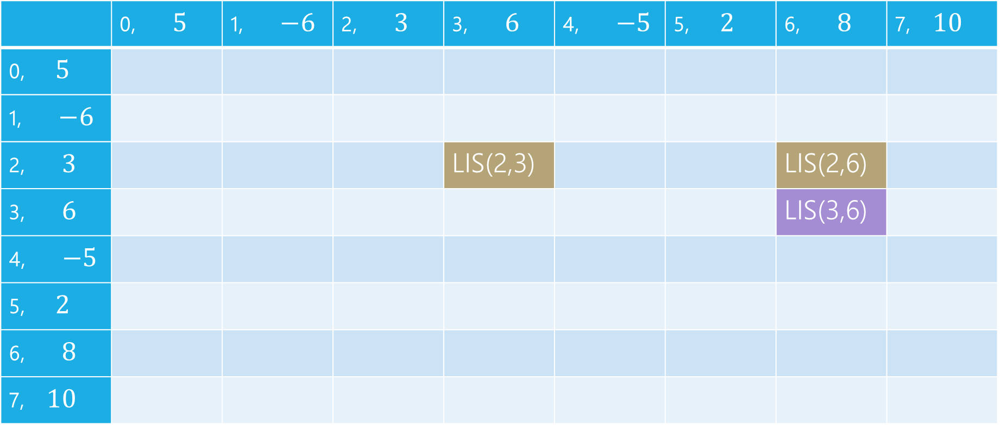 0, 5 1, −6 2, 3 3, 6 4, −5 5, 2 6, 8 7, 10
0, 5
1, −6
2, 3 LIS(2,3) LIS(2,6)
3, 6 LIS(3,6)
4, −5
5, 2
6, 8
7, 10